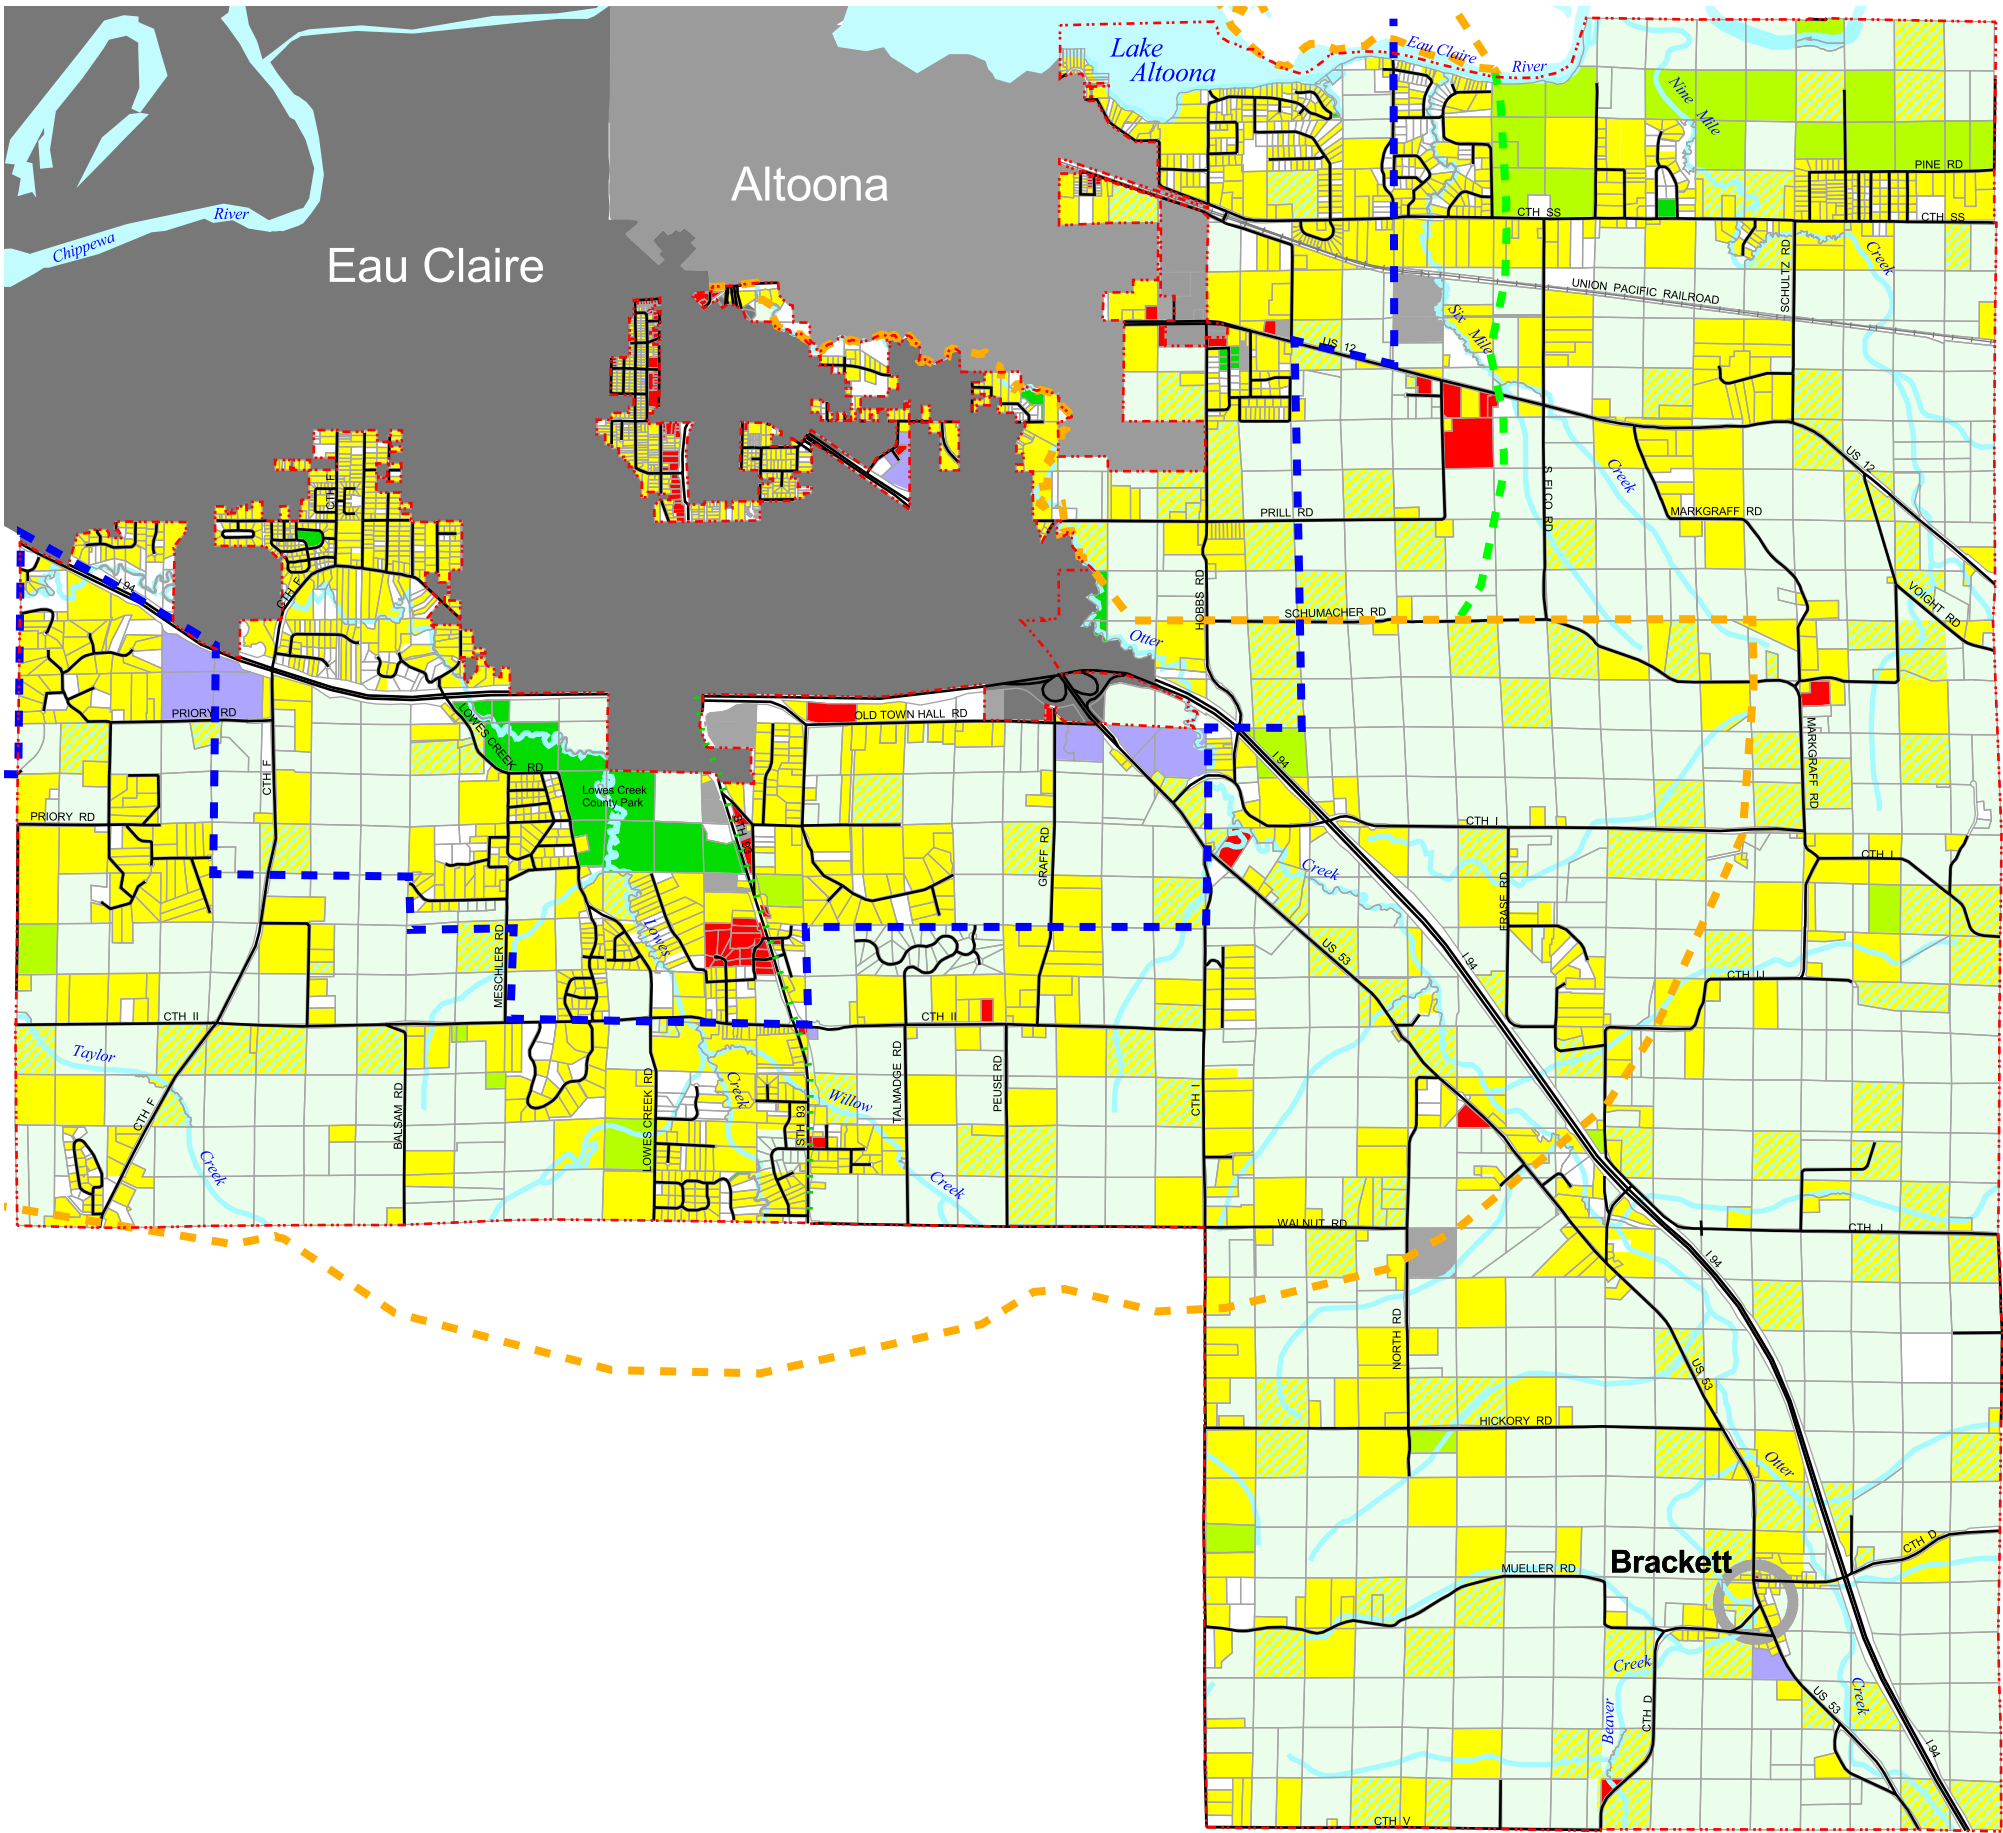 Lake
Altoona
Eau Claire
River
Nine
Mile
Creek
PINE RD
CTH SS
CTH SS
Altoona
Eau Claire
River
Chippewa
SCHULTZ RD
UNION PACIFIC RAILROAD
Six
Mile
Creek
US 12
US 12
S ELCO RD
PRILL RD
MARKGRAFF RD
VOIGHT RD
HOBBS RD
SCHUMACHER RD
Otter
CTH F
CTH F
I 94
PRIORY RD
LOWES CREEK
RD
OLD TOWN HALL RD
I 94
MARKGRAFF RD
CTH F
Lowes Creek
County Park
PRIORY RD
STH 93
GRAFF RD
CTH I
CTH I
Creek
FRASE RD
Lowes
MESCHLER RD
US 53
I 94
CTH JJ
CTH II
CTH II
Taylor
Creek
CTH F
BALSAM RD
LOWES CREEK RD
Creek
STH 93
Willow
Creek
TALMADGE RD
PEUSE RD
CTH I
WALNUT RD
CTH J
I 94
NORTH RD
US 53
HICKORY RD
Otter
CTH D
Brackett
MUELLER RD
Creek
Beaver
CTH D
Creek
US 53
I 94
CTH V